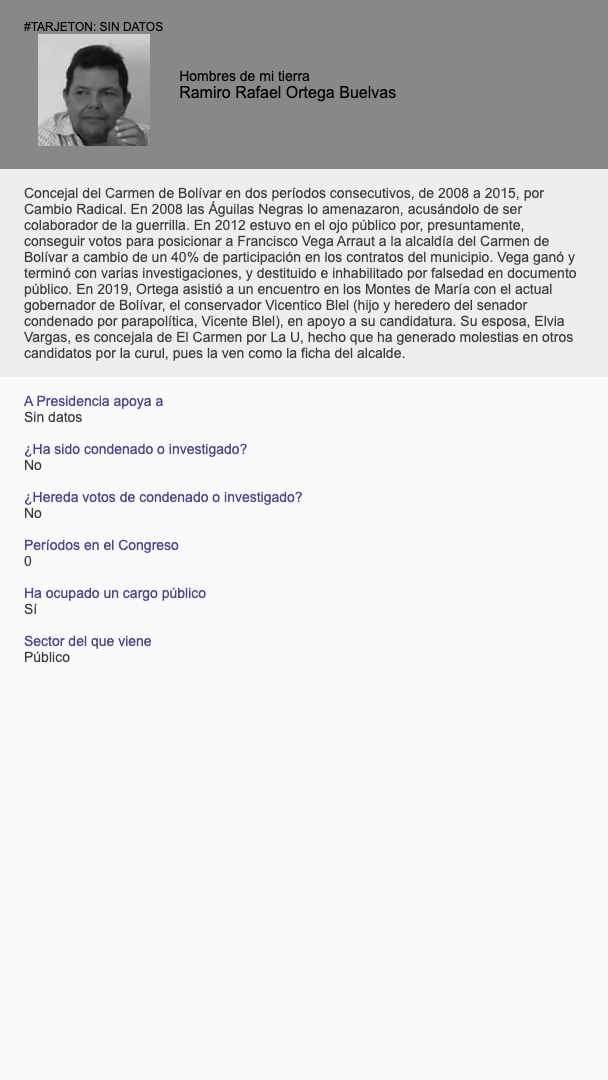 #TARJETON: SIN DATOS
Hombres de mi tierra
Ramiro Rafael Ortega Buelvas
Concejal del Carmen de Bolívar en dos períodos consecutivos, de 2008 a 2015, por
Cambio Radical. En 2008 las Águilas Negras lo amenazaron, acusándolo de ser
colaborador de la guerrilla. En 2012 estuvo en el ojo público por, presuntamente,
conseguir votos para posicionar a Francisco Vega Arraut a la alcaldía del Carmen de
Bolívar a cambio de un 40% de participación en los contratos del municipio. Vega ganó y
terminó con varias investigaciones, y destituido e inhabilitado por falsedad en documento
público. En 2019, Ortega asistió a un encuentro en los Montes de María con el actual
gobernador de Bolívar, el conservador Vicentico Blel (hijo y heredero del senador
condenado por parapolítica, Vicente Blel), en apoyo a su candidatura. Su esposa, Elvia
Vargas, es concejala de El Carmen por La U, hecho que ha generado molestias en otros
candidatos por la curul, pues la ven como la ficha del alcalde.
A Presidencia apoya a
Sin datos
¿Ha sido condenado o investigado?
No
¿Hereda votos de condenado o investigado?
No
Períodos en el Congreso
0
Ha ocupado un cargo público
Sí
Sector del que viene
Público